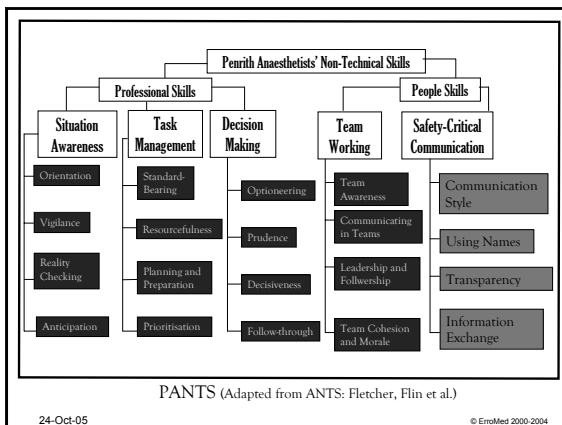 Penrith Anaesthetists' Non-Technical Skills
Professional Skills
People Skills
Situation
Awareness
Task
Management
Decision
Making
Team
Working
Safety-Critical
Communication
Orientation
Vigilance
Reality
Checking
Anticipation
Standard-
Bearing
Resourcefulness
Planning and
Preparation
Prioritisation
Optioneering
Prudence
Decisiveness
Follow-through
Team
Awareness
Communicating
in Teams
Leadership and
Follwership
Team Cohesion
and Morale
Communication
Style
Using Names
Transparency
Information
Exchange
PANTS (Adapted from ANTS: Fletcher, Flin et al.)
24-Oct-05
© ErroMed 2000-2004